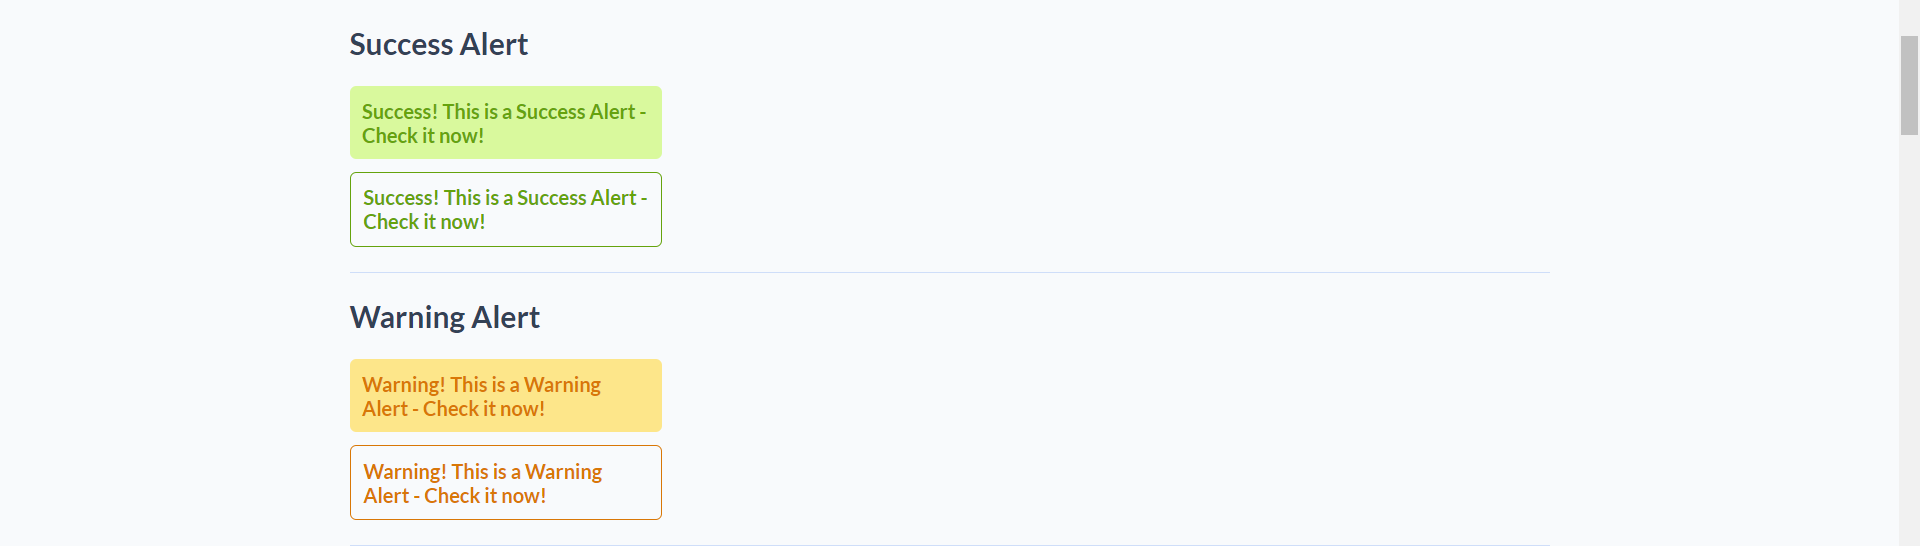 Success Alert
Success! This is a Success Alert -
Check it now!
Success! This is a Success Alert -
Check it now!
Warning Alert
Warning! This is a Warning
Alert - Check it now!
Warning! This is a Warning
Alert - Check it now!